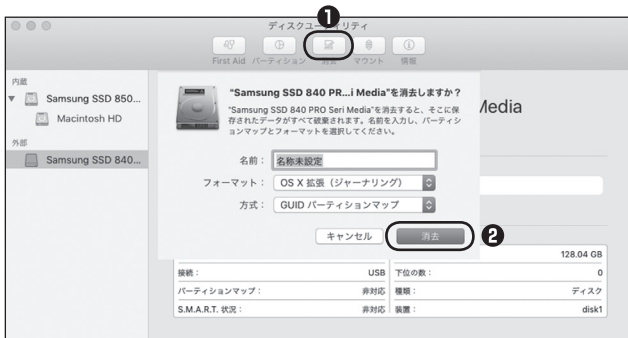 ❶
ディスクユーティリティ
First Aid パーティション 消去 マウント 情報
内蔵
Samsung SSD 850...
Macintosh HD
外部
Samsung SSD 840...
"Samsung SSD 840 PR...i Media"を消去しますか？
"Samsung SSD 840 PRO Seri Media"を消去すると、そこに保
存されたデータがすべて破棄されます。名前を入力し、パーティシ
ョンマップとフォーマットを選択してください。
名前： 名称未設定
フォーマット： OS X 拡張（ジャーナリング）
方式： GUID パーティションマップ
キャンセル 消去 ❷
Media
128.04 GB
接続： USB 下位の数： 0
パーティションマップ： 非対応 種類： ディスク
S.M.A.R.T. 状況： 非対応 装置： disk1